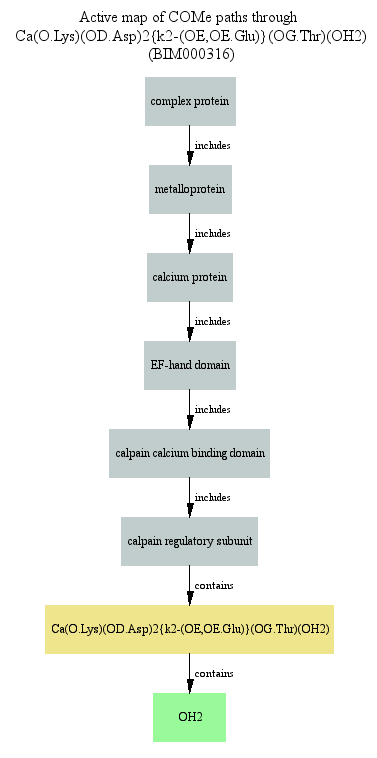 Active map of COMe paths through
Ca(O.Lys)(OD.Asp)2{k2-(OE,OE.Glu)}(OG.Thr)(OH2)
(BIM000316)
complex protein
includes
metalloprotein
includes
calcium protein
includes
EF-hand domain
includes
calpain calcium binding domain
includes
calpain regulatory subunit
contains
Ca(O.Lys)(OD.Asp)2{k2-(OE,OE.Glu)}(OG.Thr)(OH2)
contains
OH2